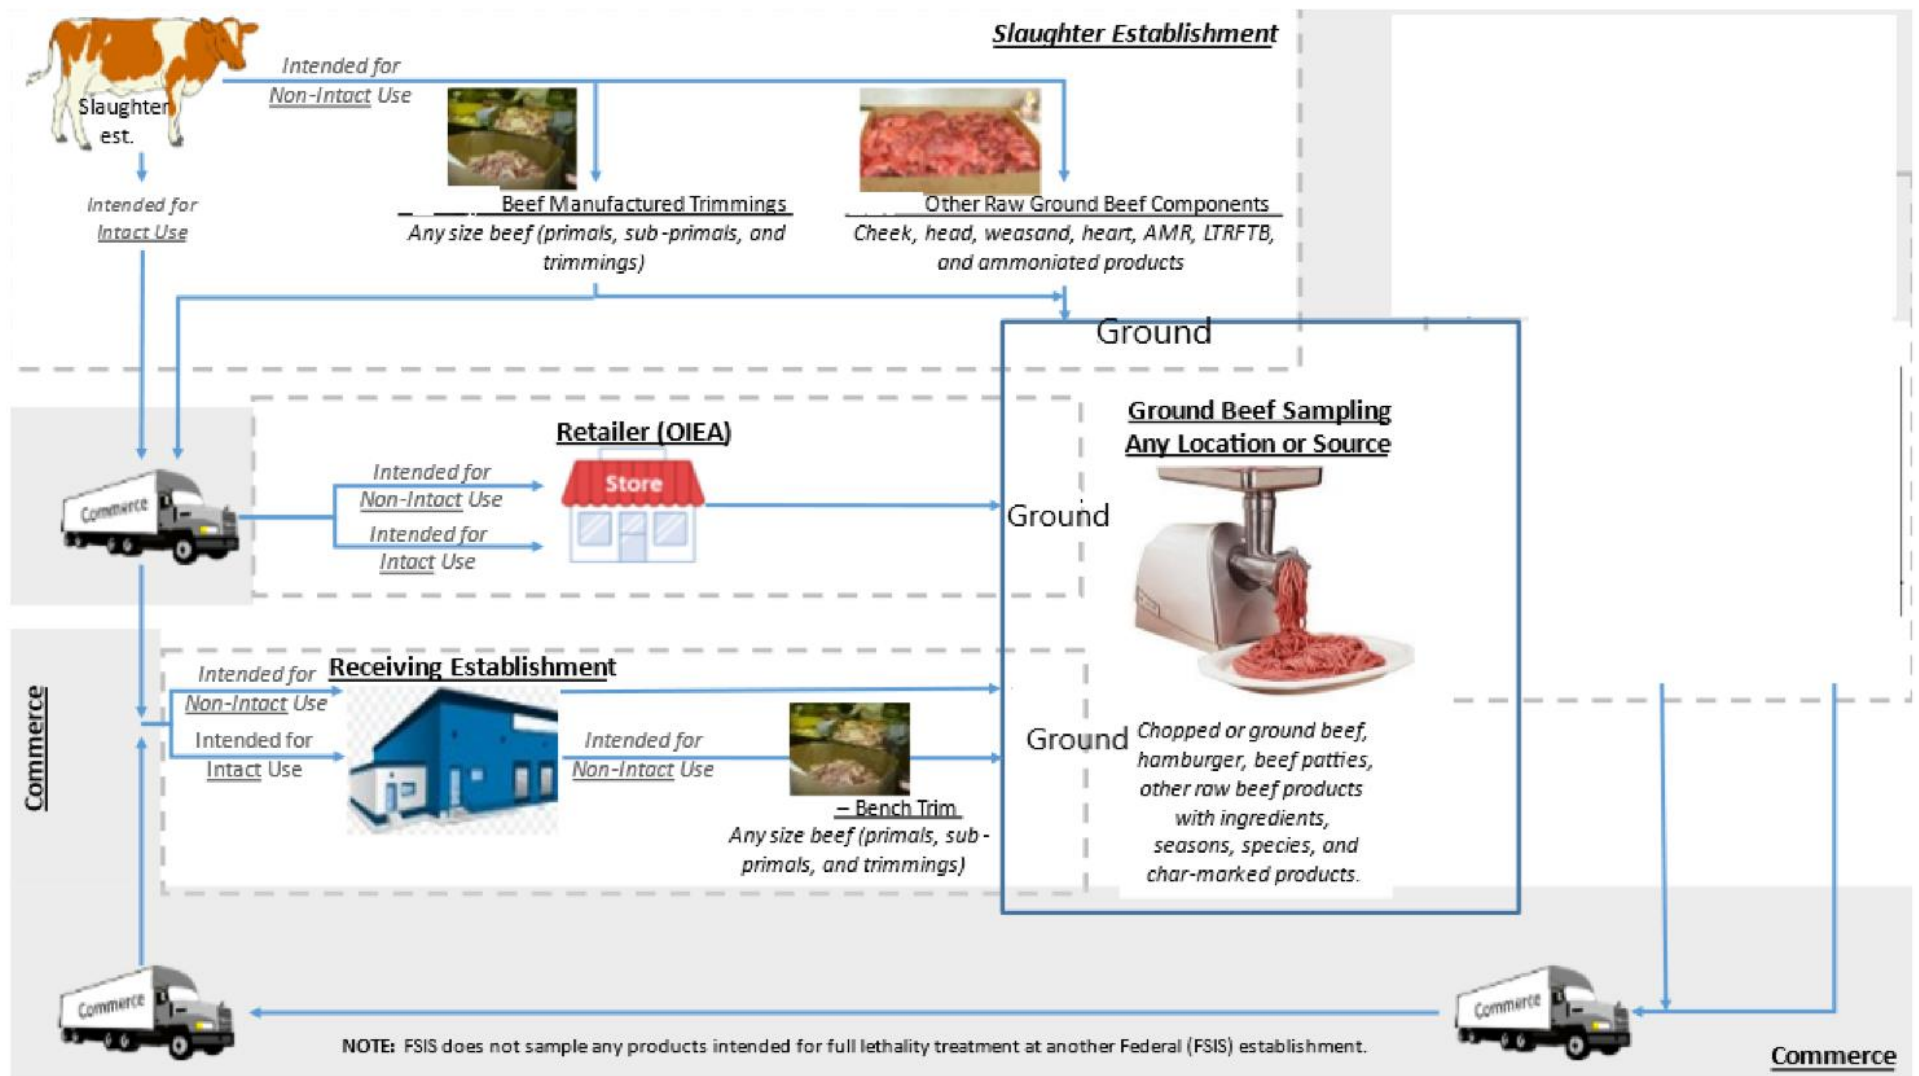 Slaughter Establishment
Intended for
Non-Intact Use
Slaughter
est.
Intended for
Intact Use
Beef Manufactured Trimmings
Any size beef (primals, sub-primals, and
trimmings)
Other Raw Ground Beef Components
Cheek, head, weasand, heart, AMR, LTRFTB,
and ammoniated products
Ground
Retailer (OIEA)
Store
Intended for
Non-Intact Use
Intended for
Intact Use
Commerce
Ground
Ground Beef Sampling
Any Location or Source
Commerce
Receiving Establishment
Intended for
Non-Intact Use
Intended for
Intact Use
Intended for
Non-Intact Use
– Bench Trim
Any size beef (primals, sub-
primals, and trimmings)
Ground
Chopped or ground beef,
hamburger, beef patties,
other raw beef products
with ingredients,
seasons, species, and
char-marked products.
Commerce
Commerce
NOTE: FSIS does not sample any products intended for full lethality treatment at another Federal (FSIS) establishment.
Commerce